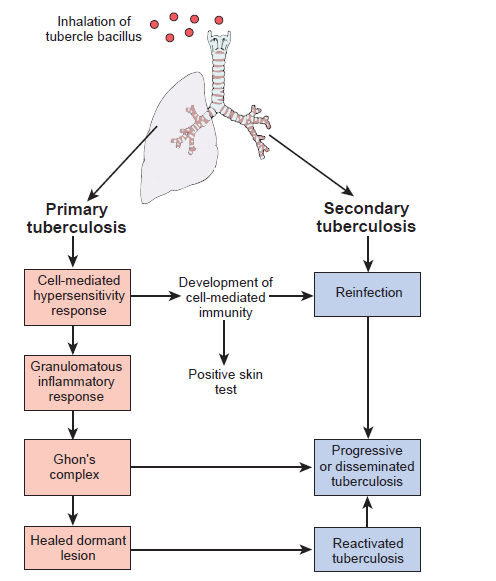 Inhalation of
tubercle bacillus
Primary
tuberculosis
Secondary
tuberculosis
Cell-mediated
hypersensitivity
response
Development of
cell-mediated
immunity
Reinfection
Positive skin
test
Granulomatous
inflammatory
response
Ghon's
complex
Progressive
or disseminated
tuberculosis
Healed dormant
lesion
Reactivated
tuberculosis